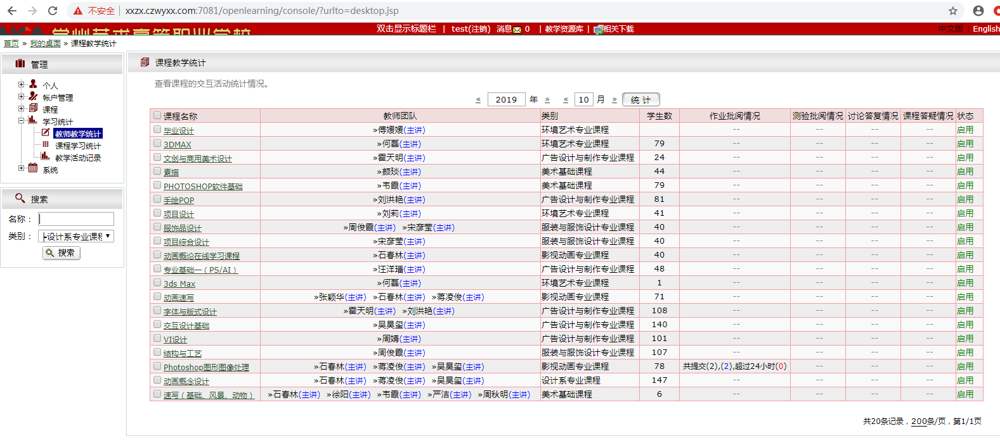 不安全 xxzx.czwyxx.com:7081/openlearning/console/?urlto=desktop.jsp
双击显示标题栏 | test(注销) 消息 0 | 教学资源库 | 相关下载 中文版 English
首页 » 我的桌面 » 课程教学统计
管理
个人
帐户管理
课程
学习统计
教师教学统计
课程学习统计
教学活动记录
系统
搜索
名称：
类别： ├设计系专业课程
搜索
课程教学统计
查看课程的交互活动统计情况。
« 2019 年 » « 10 月 » 统 计
课程名称 教师团队 类别 学生数 作业批阅情况 测验批阅情况 讨论答复情况 课程答疑情况 状态
毕业设计 »傅媛媛(主讲) 环境艺术专业课程 -- -- -- -- 启用
3DMAX »何磊(主讲) 环境艺术专业课程 79 -- -- -- -- 启用
文创与商用美术设计 »霍天明(主讲) 广告设计与制作专业课程 24 -- -- -- -- 启用
素描 »颜琰(主讲) 美术基础课程 44 -- -- -- -- 启用
PHOTOSHOP软件基础 »韦霞(主讲) 美术基础课程 79 -- -- -- -- 启用
手绘POP »刘洪艳(主讲) 广告设计与制作专业课程 81 -- -- -- -- 启用
项目设计 »刘莉(主讲) 环境艺术专业课程 41 -- -- -- -- 启用
服饰品设计 »周俊霞(主讲) »宋彦莹(主讲) 服装与服饰设计专业课程 40 -- -- -- -- 启用
项目综合设计 »宋彦莹(主讲) 服装与服饰设计专业课程 40 -- -- -- -- 启用
动画概论在线学习课程 »石春林(主讲) 影视动画专业课程 40 -- -- -- -- 启用
专业基础一（PS/AI） »汪洋璠(主讲) 广告设计与制作专业课程 48 -- -- -- -- 启用
3ds Max »何磊(主讲) 环境艺术专业课程 1 -- -- -- -- 启用
动画速写 »张颖华(主讲) »石春林(主讲) »蒋凌俊(主讲) 影视动画专业课程 71 -- -- -- -- 启用
字体与版式设计 »霍天明(主讲) »刘洪艳(主讲) 广告设计与制作专业课程 108 -- -- -- -- 启用
交互设计基础 »吴昊玺(主讲) 广告设计与制作专业课程 140 -- -- -- -- 启用
VI设计 »周婧(主讲) 广告设计与制作专业课程 101 -- -- -- -- 启用
结构与工艺 »周俊霞(主讲) 服装与服饰设计专业课程 107 -- -- -- -- 启用
Photoshop图形图像处理 »石春林(主讲) »蒋凌俊(主讲) »吴昊玺(主讲) 影视动画专业课程 78 共提交(2),(2),超过24小时(0) -- -- -- 启用
动画概念设计 »石春林(主讲) »蒋凌俊(主讲) »吴昊玺(主讲) 设计系专业课程 147 -- -- -- -- 启用
速写（基础、风景、动物） »石春林(主讲) »徐阳(主讲) »韦霞(主讲) »严洁(主讲) »周秋明(主讲) 美术基础课程 6 -- -- -- -- 启用
共20条记录，200条/页，第1/1页